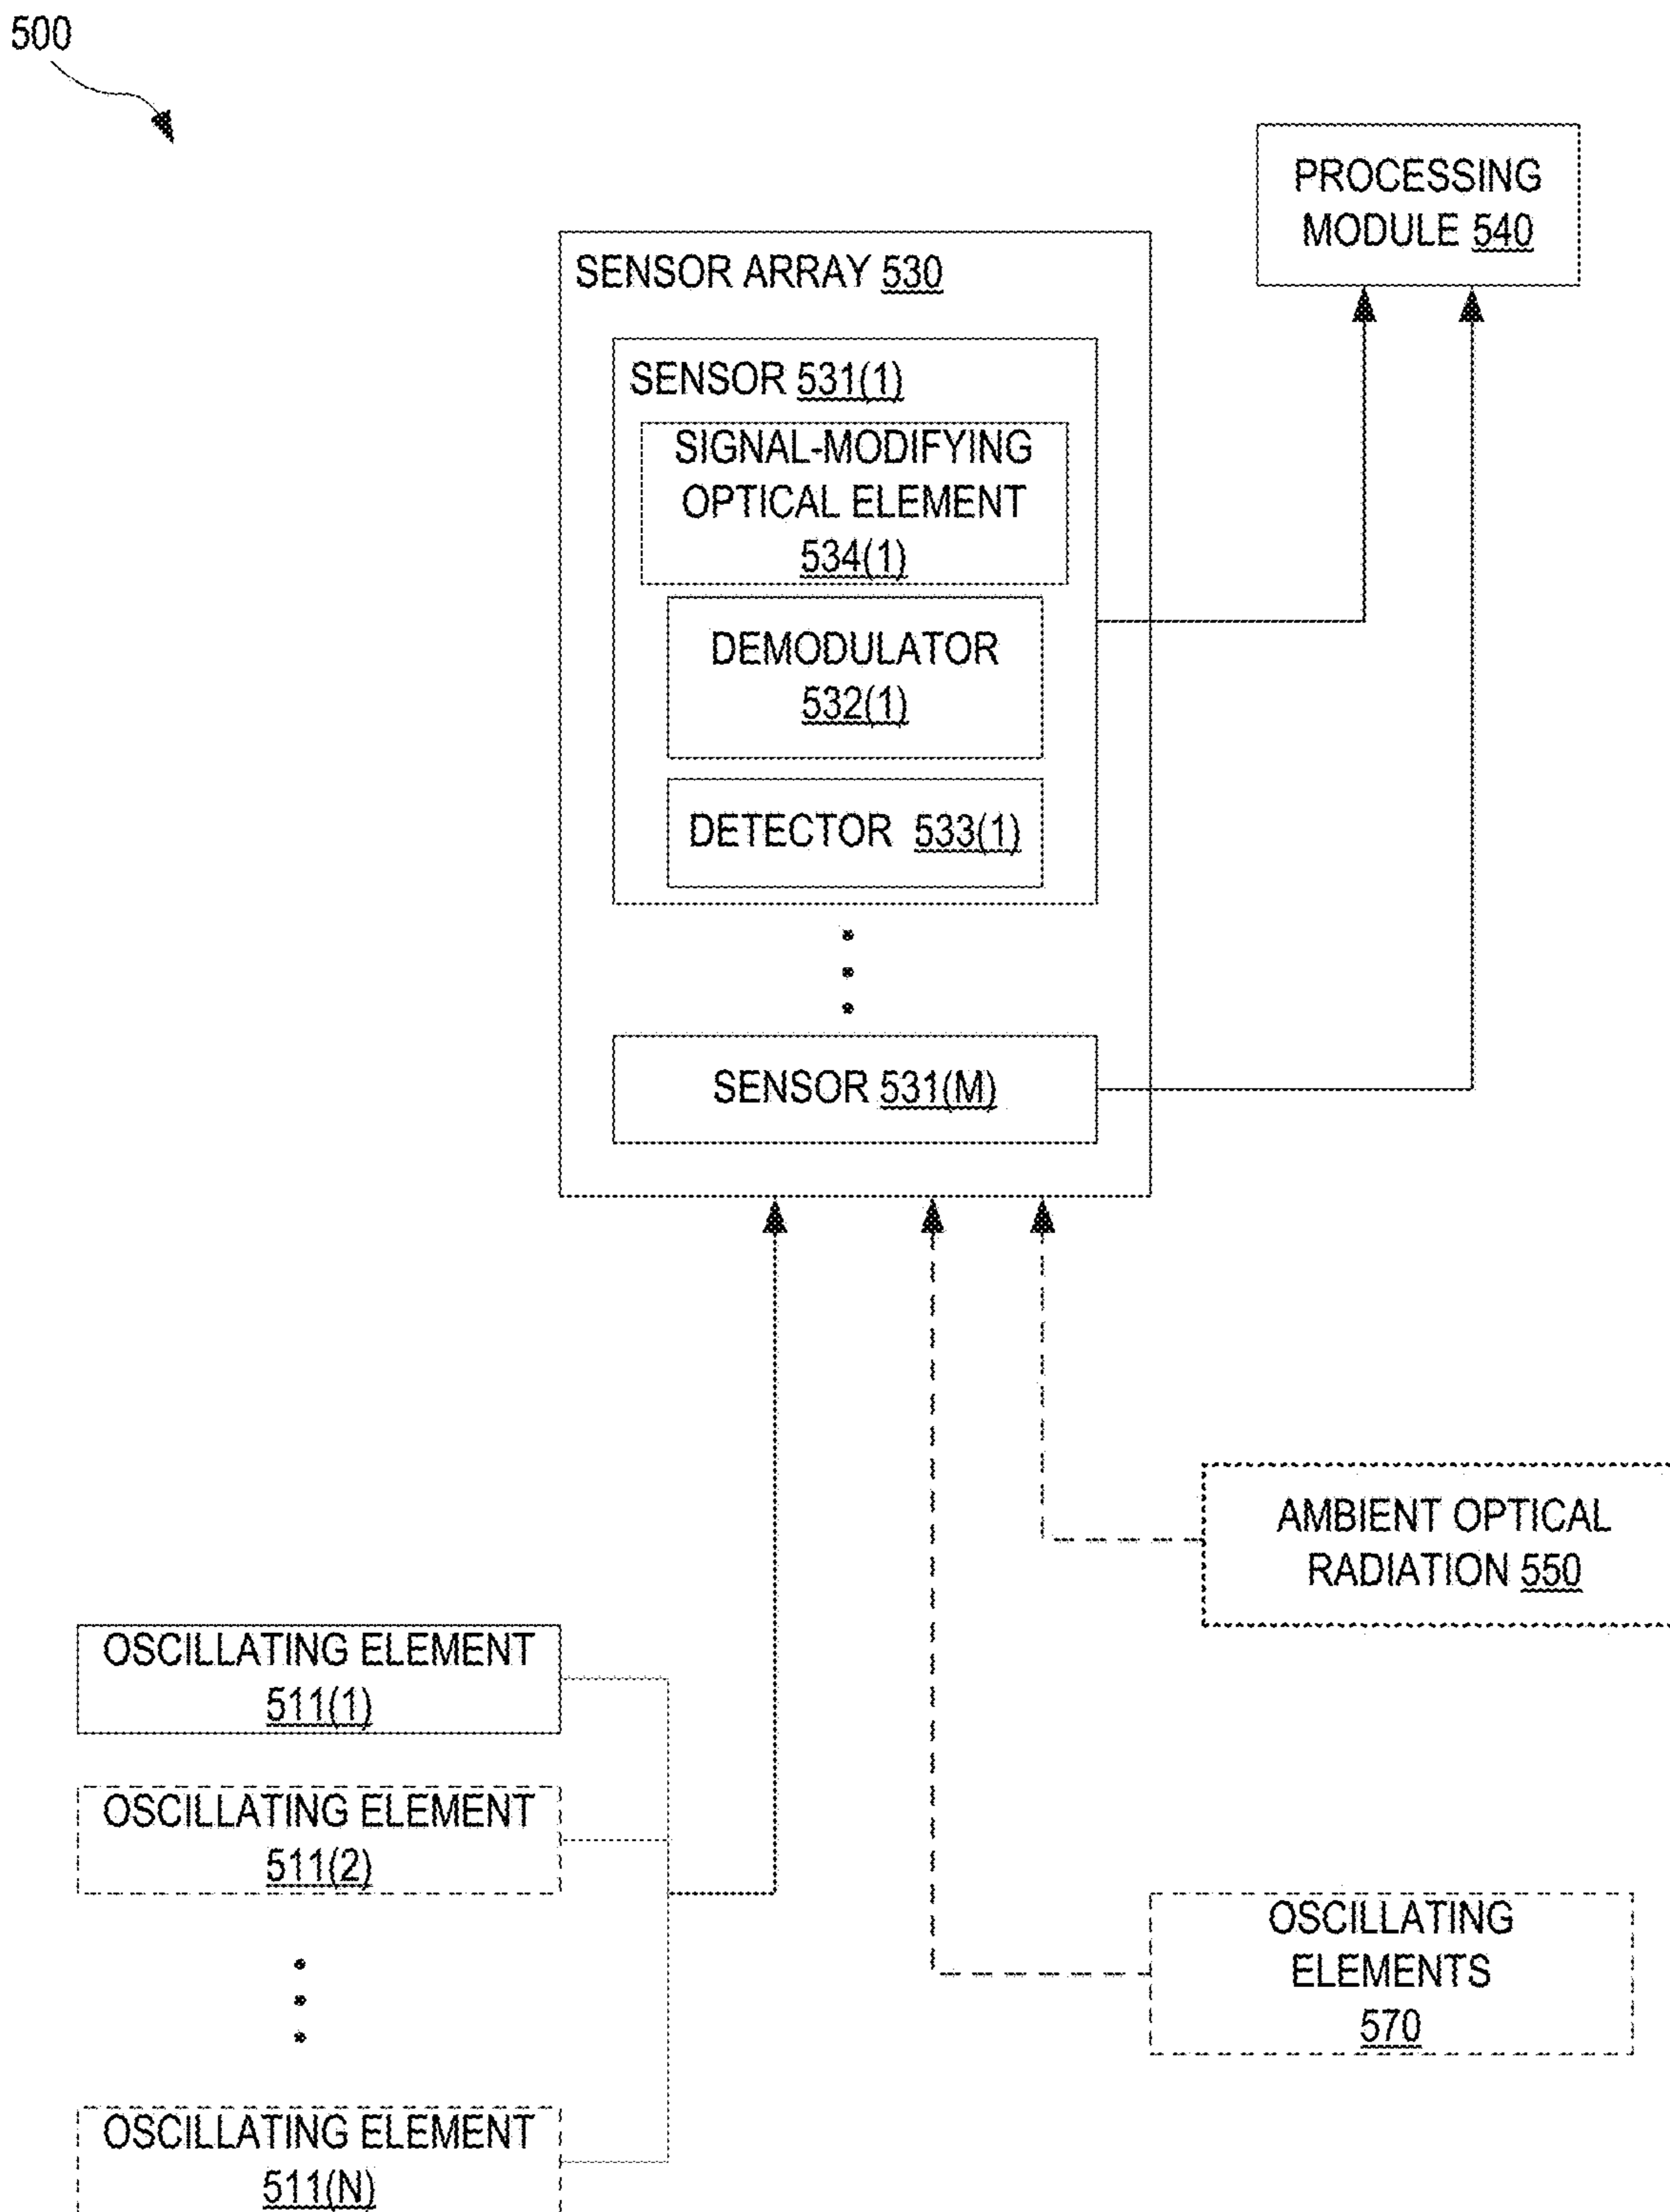 500
PROCESSING
MODULE 540
SENSOR ARRAY 530
SENSOR 531(1)
SIGNAL-MODIFYING
OPTICAL ELEMENT
534(1)
DEMODULATOR
532(1)
DETECTOR 533(1)
SENSOR 531(M)
AMBIENT OPTICAL
RADIATION 550
OSCILLATING ELEMENT
511(1)
OSCILLATING ELEMENT
511(2)
OSCILLATING
ELEMENTS
570
OSCILLATING ELEMENT
511(N)